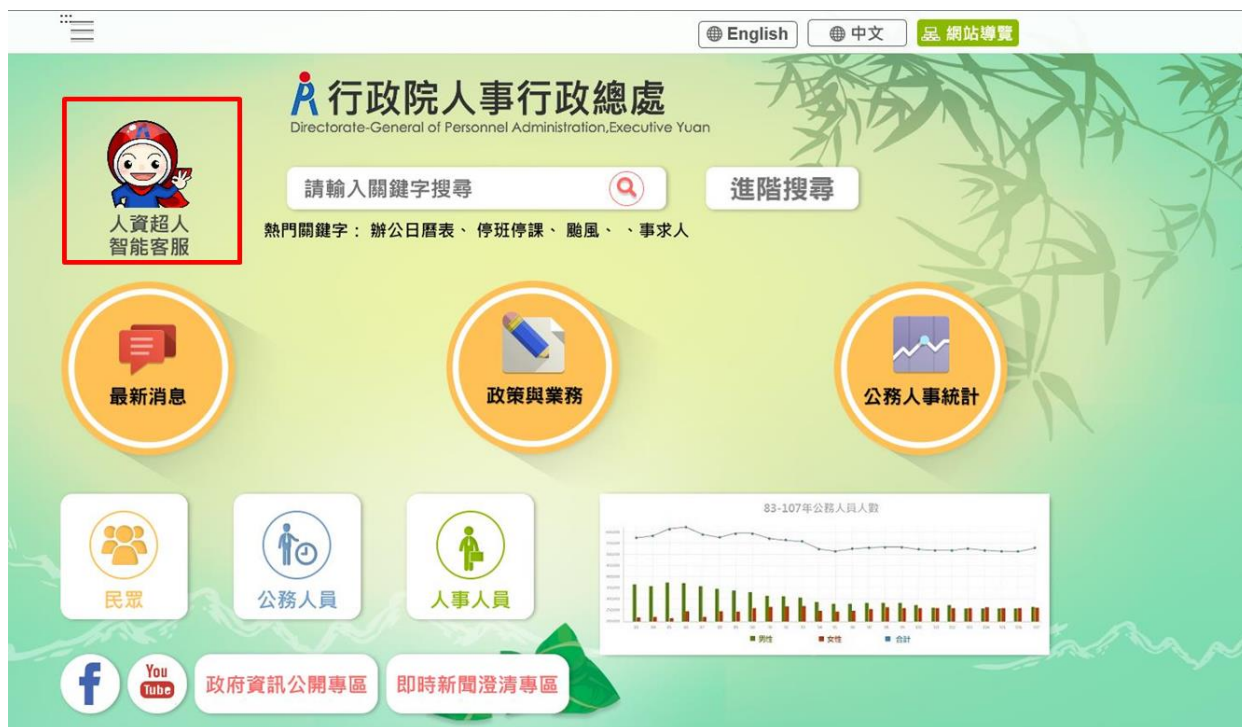 English
中文
網站導覽
行政院人事行政總處
Directorate-General of Personnel Administration,Executive Yuan
請輸入關鍵字搜尋
進階搜尋
人資超人
智能客服
熱門關鍵字： 辦公日曆表、 停班停課、 颱風、 、事求人
最新消息
政策與業務
公務人事統計
83-107年公務人員人數
男性
女性
合計
民眾
公務人員
人事人員
f
You
Tube
政府資訊公開專區
即時新聞澄清專區